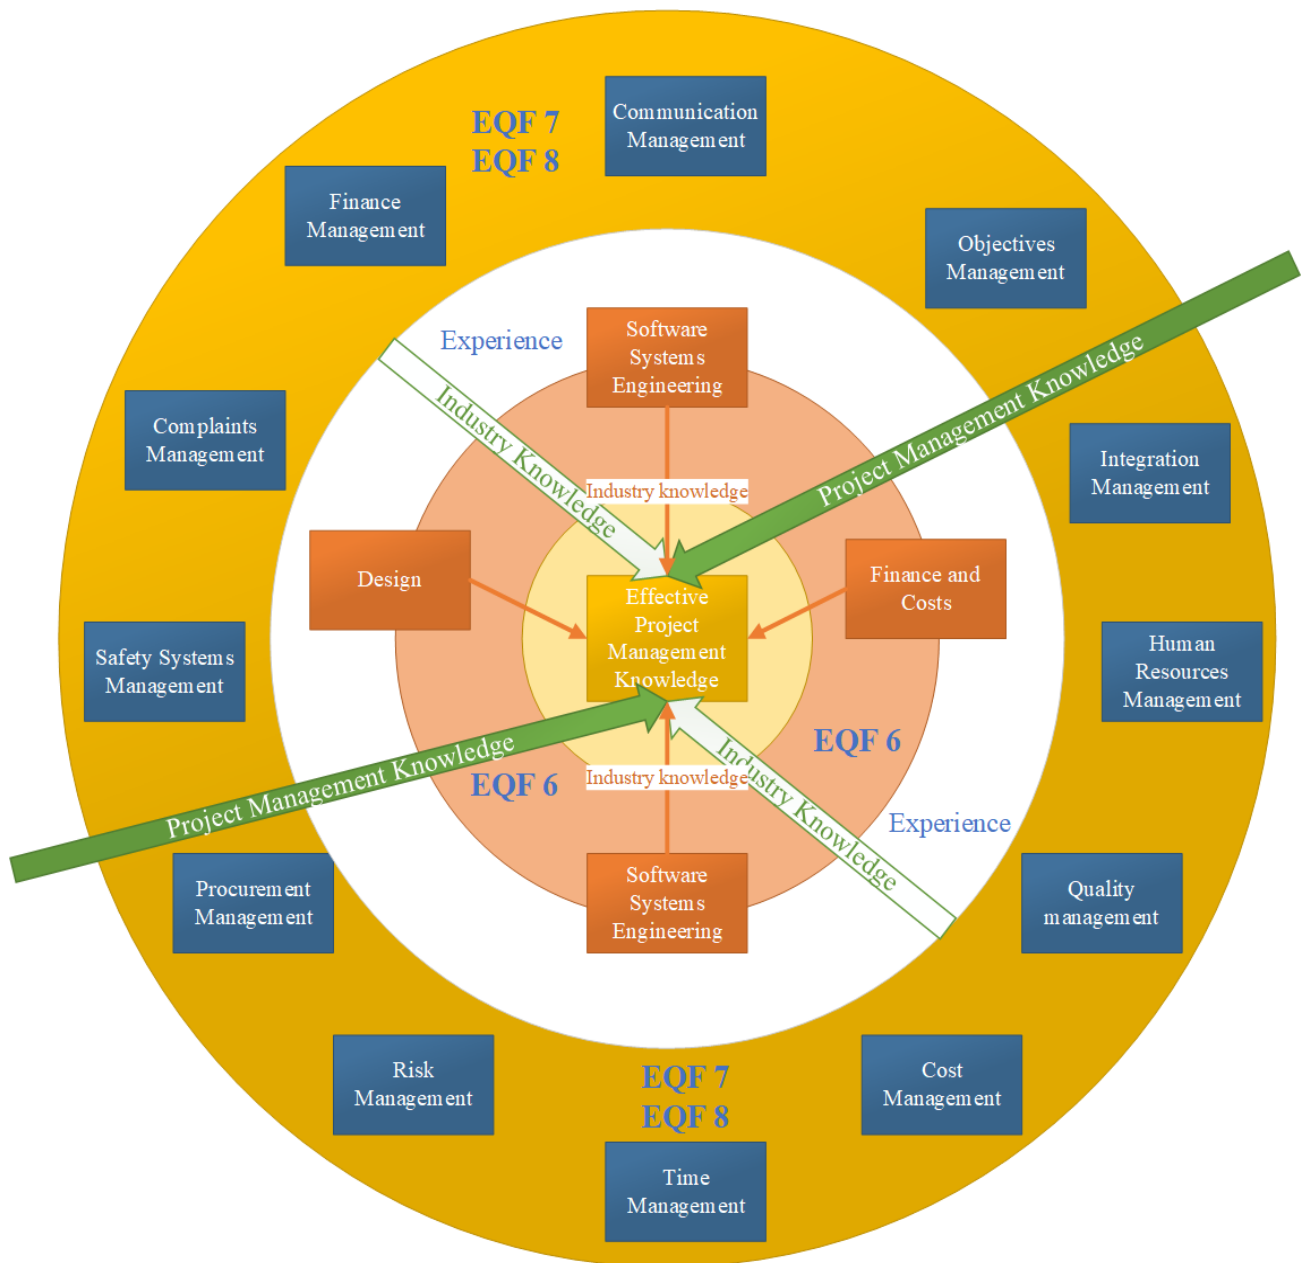 EQF 7
EQF 8
Communication
Management
Finance
Management
Objectives
Management
Experience
Software
Systems
Engineering
Industry Knowledge
Project Management Knowledge
Complaints
Management
Integration
Management
Industry knowledge
Design
Finance and
Costs
Effective
Project
Management
Knowledge
Safety Systems
Management
Human
Resources
Management
EQF 6
Project Management Knowledge
EQF 6
Industry knowledge
Industry Knowledge
Experience
Procurement
Management
Software
Systems
Engineering
Quality
management
Risk
Management
EQF 7
EQF 8
Cost
Management
Time
Management